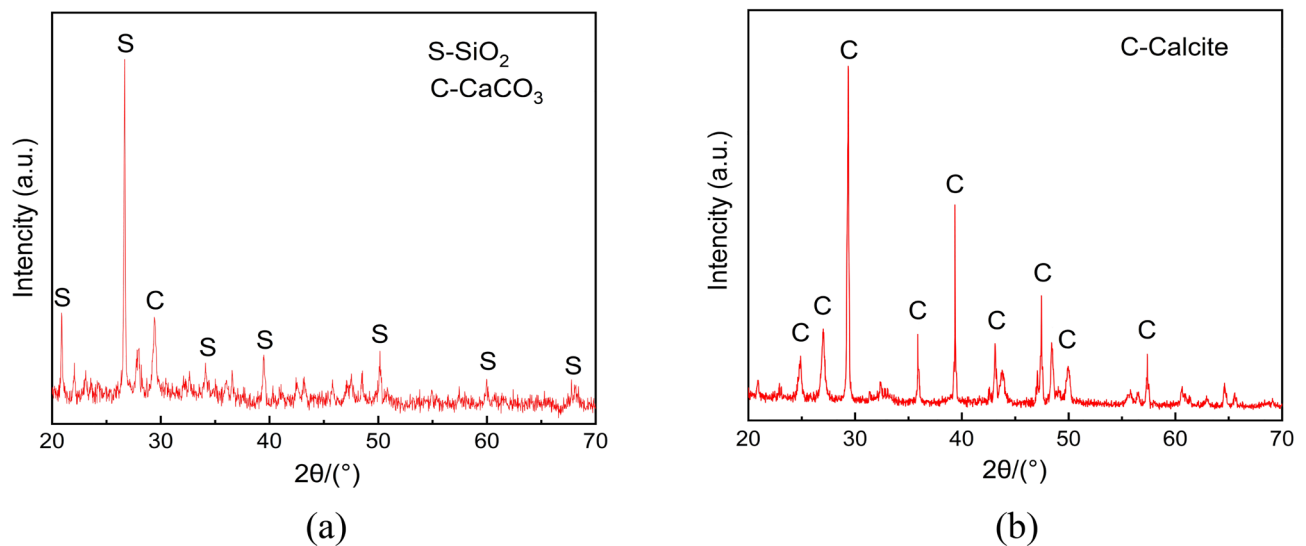 S
S-SiO₂
C-CaCO₃
S
C
S
S
S
S
S
Intencity (a.u.)
20 30 40 50 60 70
2θ/(°)
(a)
C
C-Calcite
C
C
C
C
C
C
C
C
Intencity (a.u.)
20 30 40 50 60 70
2θ/(°)
(b)